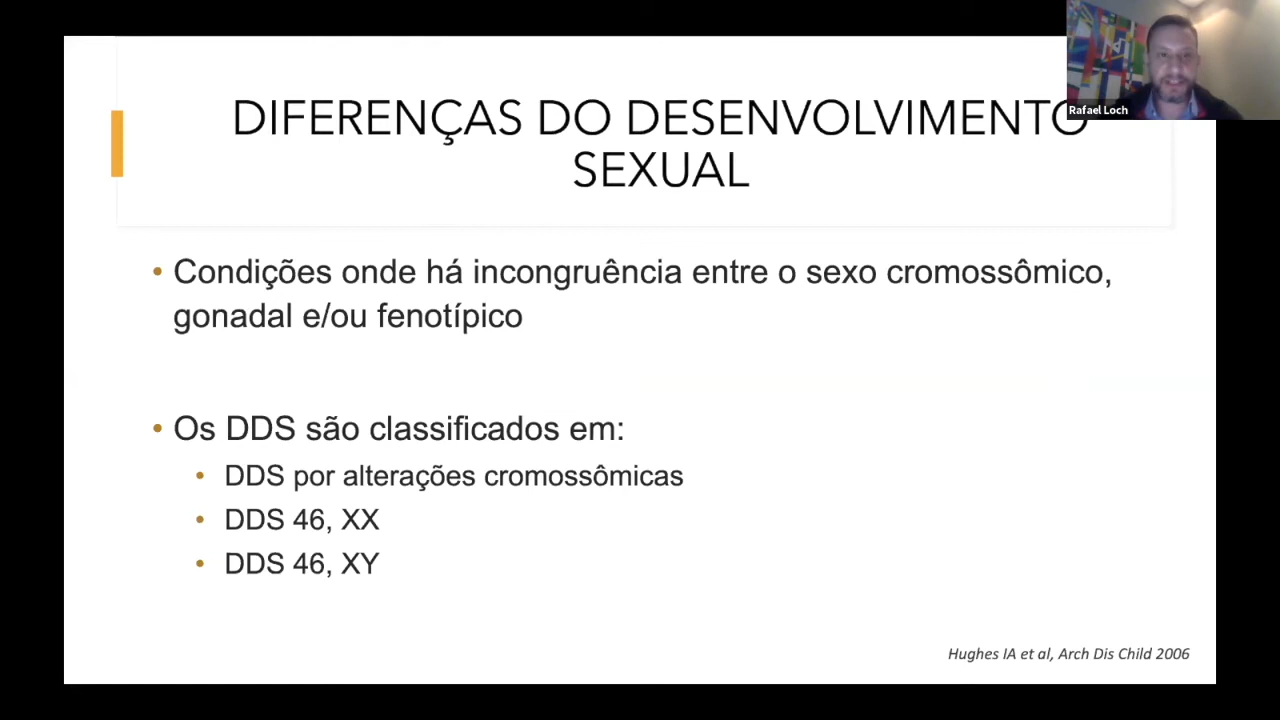 Rafael Loch
DIFERENÇAS DO DESENVOLVIMENTO
SEXUAL
• Condições onde há incongruência entre o sexo cromossômico,
gonadal e/ou fenotípico
• Os DDS são classificados em:
• DDS por alterações cromossômicas
• DDS 46, XX
• DDS 46, XY
Hughes IA et al, Arch Dis Child 2006